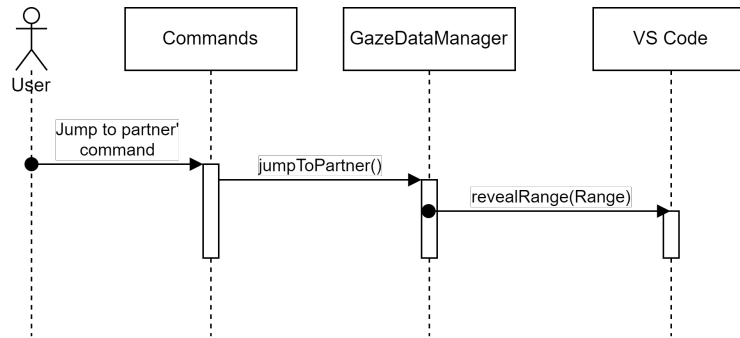 Commands
GazeDataManager
VS Code
User
Jump to partner'
command
jumpToPartner()
revealRange(Range)